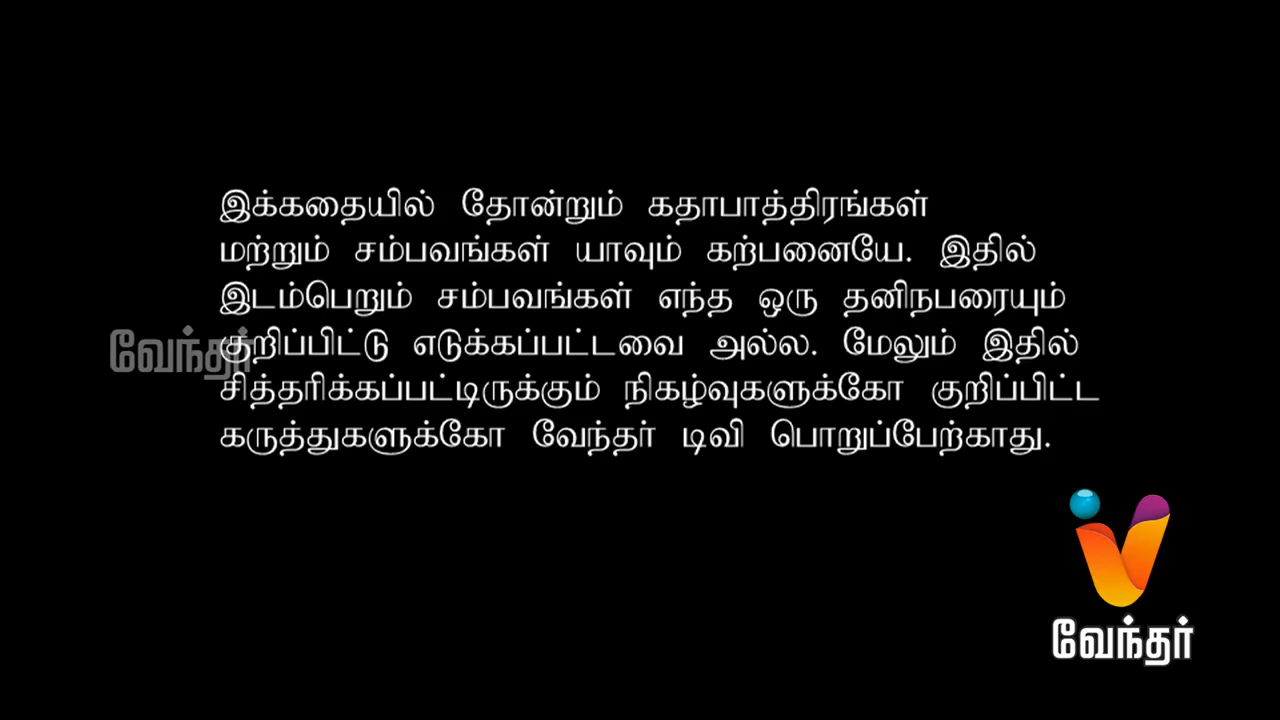 இக்கதையில் தோன்றும் கதாபாத்திரங்கள்
மற்றும் சம்பவங்கள் யாவும் கற்பனையே. இதில்
இடம்பெறும் சம்பவங்கள் எந்த ஒரு தனிநபரையும்
குறிப்பிட்டு எடுக்கப்பட்டவை அல்ல. மேலும் இதில்
சித்தரிக்கப்பட்டிருக்கும் நிகழ்வுகளுக்கோ குறிப்பிட்ட
கருத்துகளுக்கோ வேந்தர் டிவி பொறுப்பேற்காது.
வேந்தர்
வேந்தர்